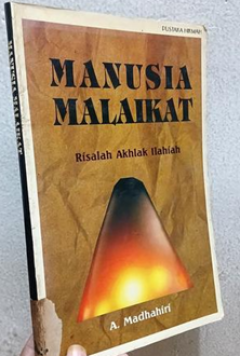 PUSTAKA HIDAYAH
MANUSIA
MALAIKAT
Risalah Akhlak Ilahiah
A. Madhahiri
MANUSIA MALAIKAT